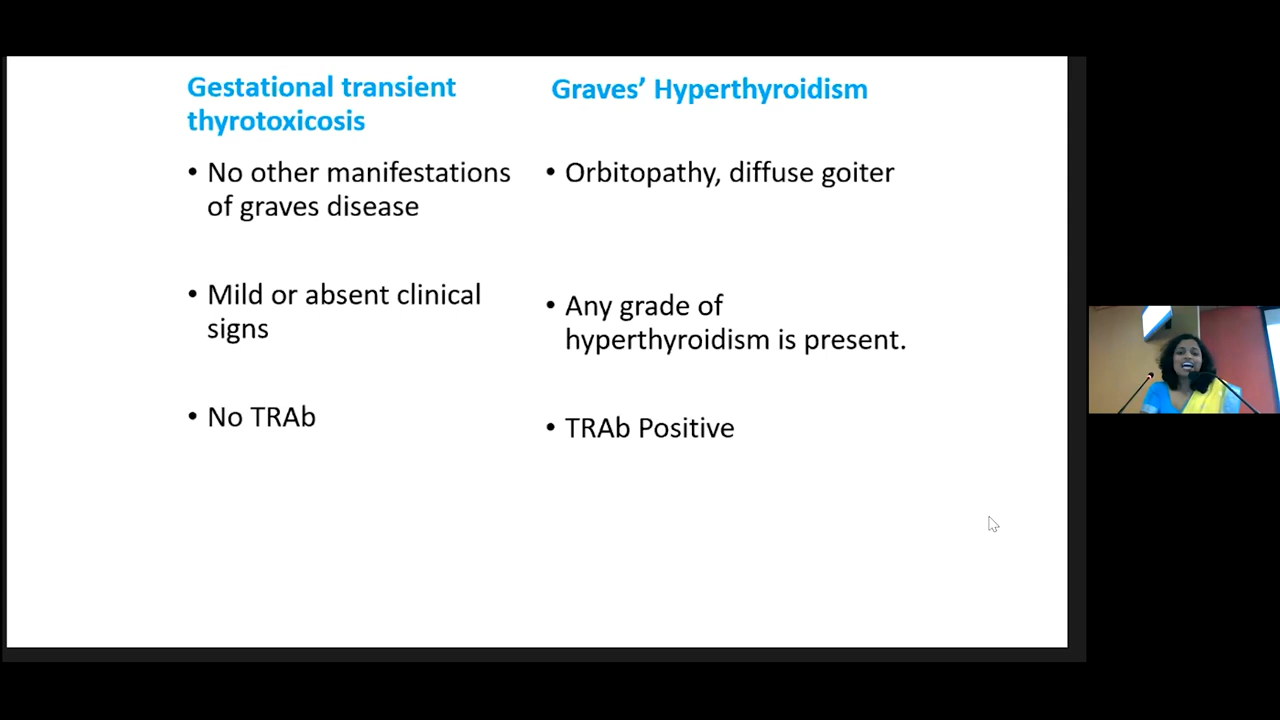 Gestational transient
thyrotoxicosis
• No other manifestations
of graves disease
• Mild or absent clinical
signs
• No TRAb
Graves’ Hyperthyroidism
• Orbitopathy, diffuse goiter
• Any grade of
hyperthyroidism is present.
• TRAb Positive